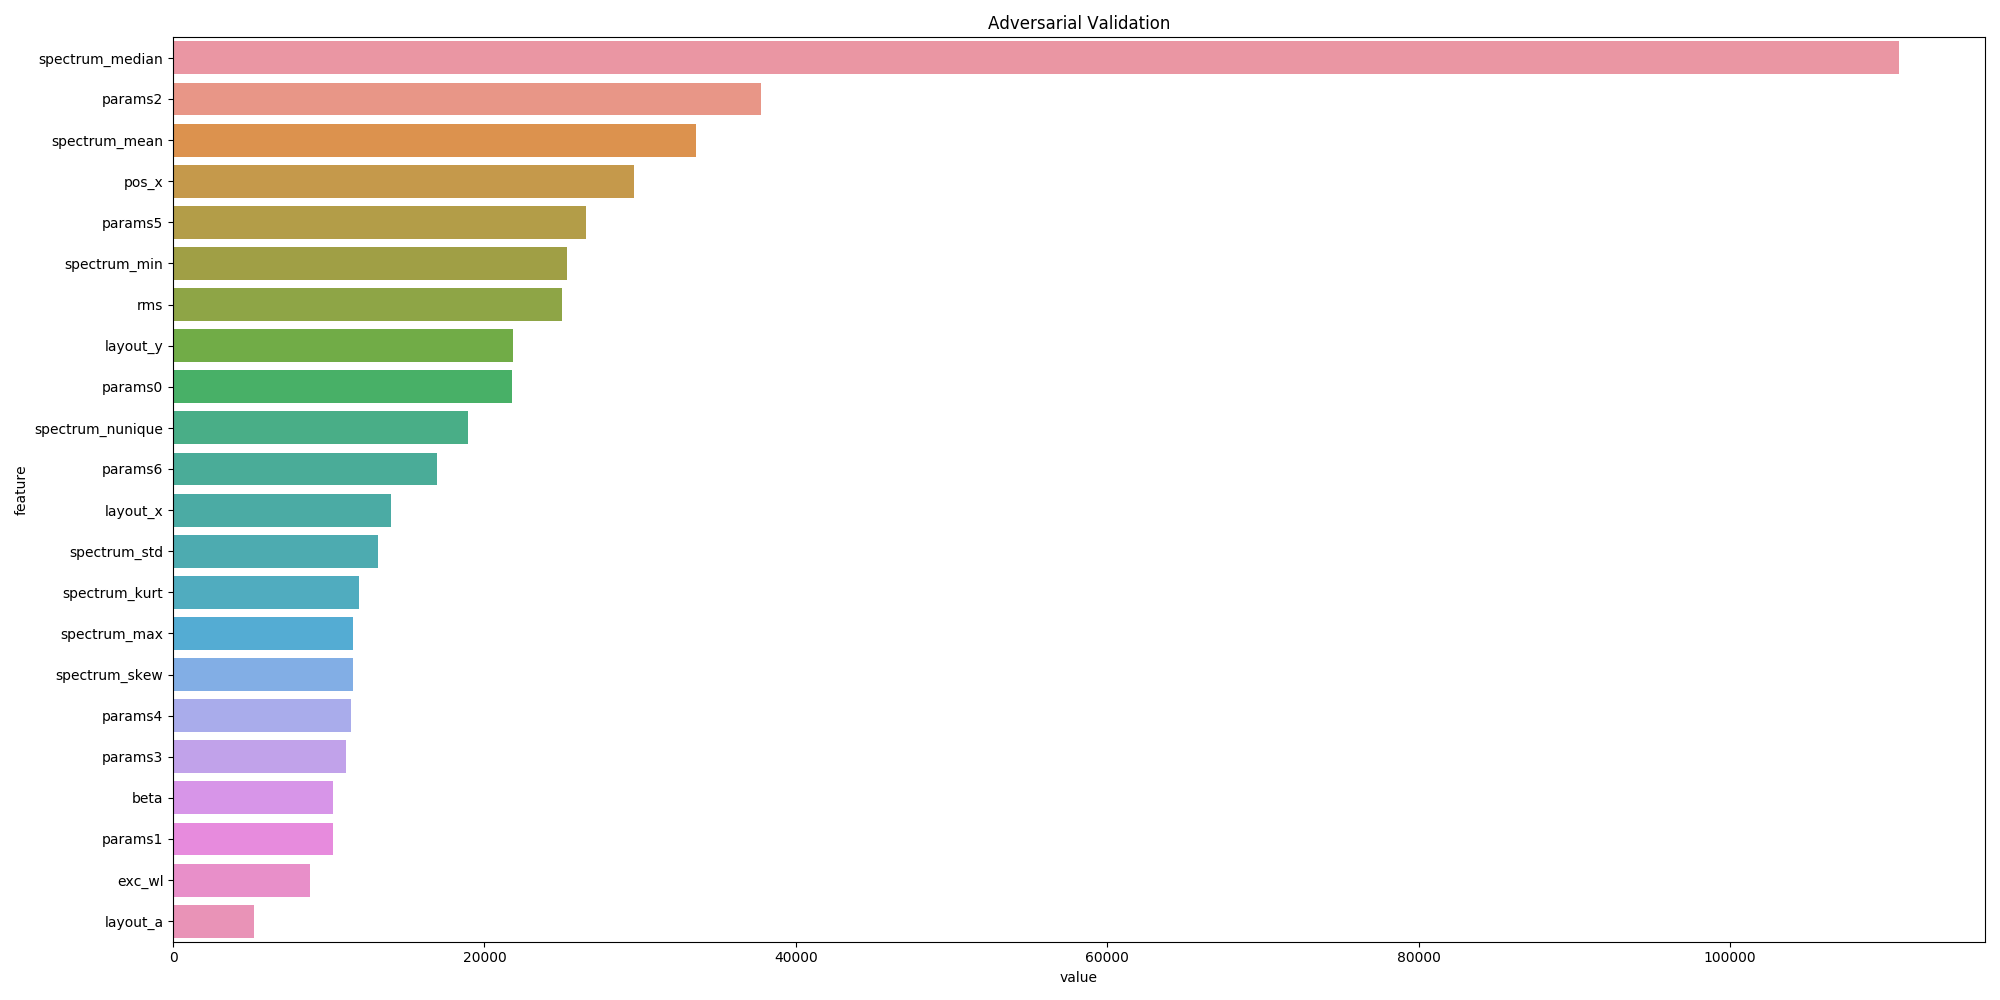 Adversarial Validation
spectrum_median
params2
spectrum_mean
pos_x
params5
spectrum_min
rms
layout_y
params0
spectrum_nunique
params6
layout_x
spectrum_std
spectrum_kurt
spectrum_max
spectrum_skew
params4
params3
beta
params1
exc_wl
layout_a
feature
0 20000 40000 60000 80000 100000
value